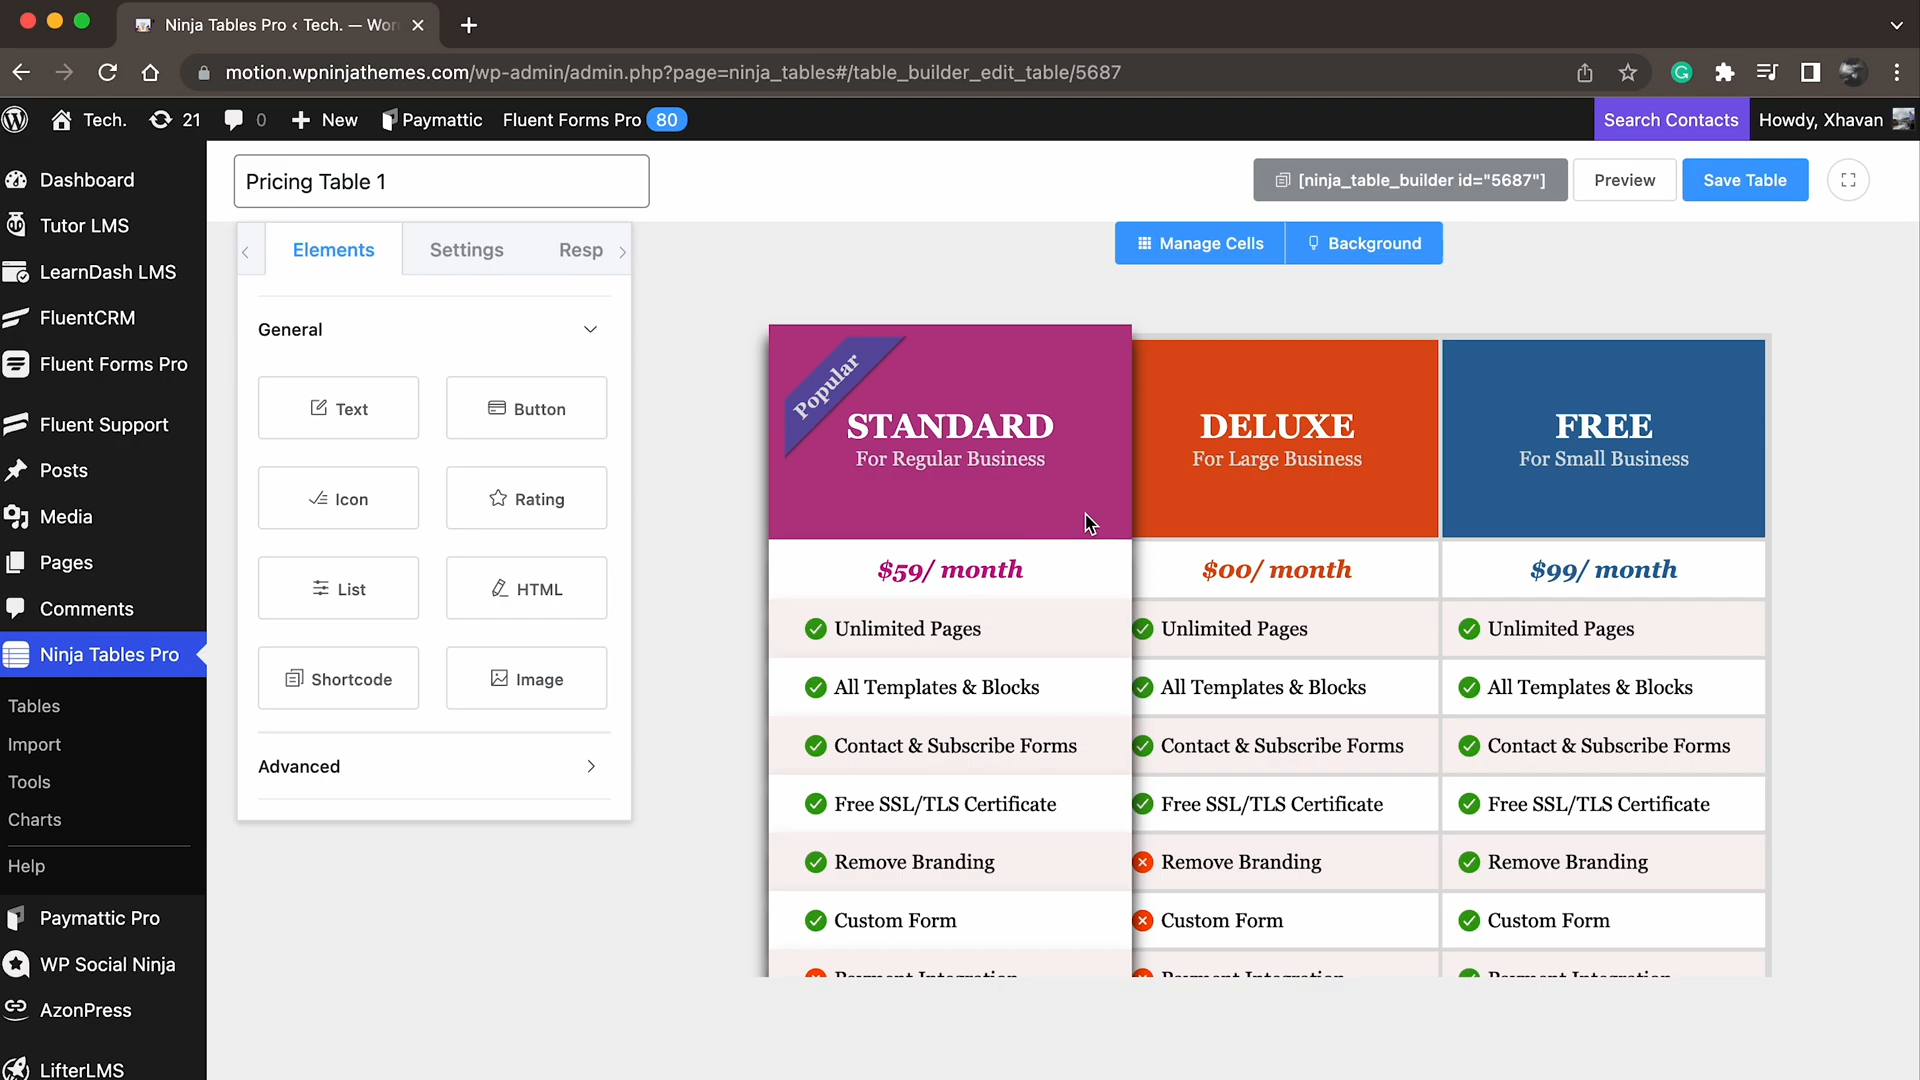 Ninja Tables Pro ‹ Tech. — Wor
motion.wpninjathemes.com/wp-admin/admin.php?page=ninja_tables#/table_builder_edit_table/5687
Tech. 21 0 New Paymattic Fluent Forms Pro 80 Search Contacts Howdy, Xhavan
Dashboard
Tutor LMS
LearnDash LMS
FluentCRM
Fluent Forms Pro
Fluent Support
Posts
Media
Pages
Comments
Ninja Tables Pro
Tables
Import
Tools
Charts
Help
Paymattic Pro
WP Social Ninja
AzonPress
LifterLMS
Pricing Table 1
[ninja_table_builder id="5687"] Preview Save Table
Elements Settings Resp
General
Text Button
Icon Rating
List HTML
Shortcode Image
Advanced
Manage Cells Background
Popular
STANDARD DELUXE FREE
For Regular Business For Large Business For Small Business
$59/ month $00/ month $99/ month
Unlimited Pages Unlimited Pages Unlimited Pages
All Templates & Blocks All Templates & Blocks All Templates & Blocks
Contact & Subscribe Forms Contact & Subscribe Forms Contact & Subscribe Forms
Free SSL/TLS Certificate Free SSL/TLS Certificate Free SSL/TLS Certificate
Remove Branding Remove Branding Remove Branding
Custom Form Custom Form Custom Form
Payment Integration Payment Integration Payment Integration